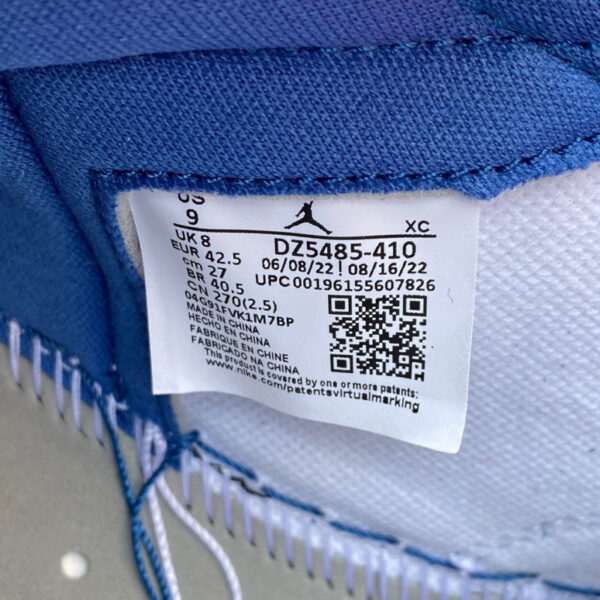 US
9
XC
UK 8
DZ5485-410
EUR 42.5
06/08/22 ! 08/16/22
cm 27
UPC 00196155607826
BR 40.5
CN 270(2.5)
04G91FVK1M7BP
MADE IN CHINA
HECHO EN CHINA
FABRIQUE EN CHINE
FABRICADO NA CHINA
This product is covered by one or more patents:
www.nike.com/patentsvirtualmarking